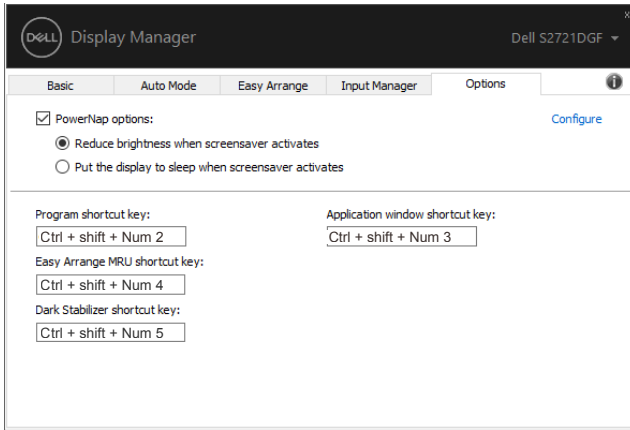 DELL Display Manager
Dell S2721DGF
Basic Auto Mode Easy Arrange Input Manager Options
PowerNap options: Configure
Reduce brightness when screensaver activates
Put the display to sleep when screensaver activates
Program shortcut key: Application window shortcut key:
Ctrl + shift + Num 2 Ctrl + shift + Num 3
Easy Arrange MRU shortcut key:
Ctrl + shift + Num 4
Dark Stabilizer shortcut key:
Ctrl + shift + Num 5